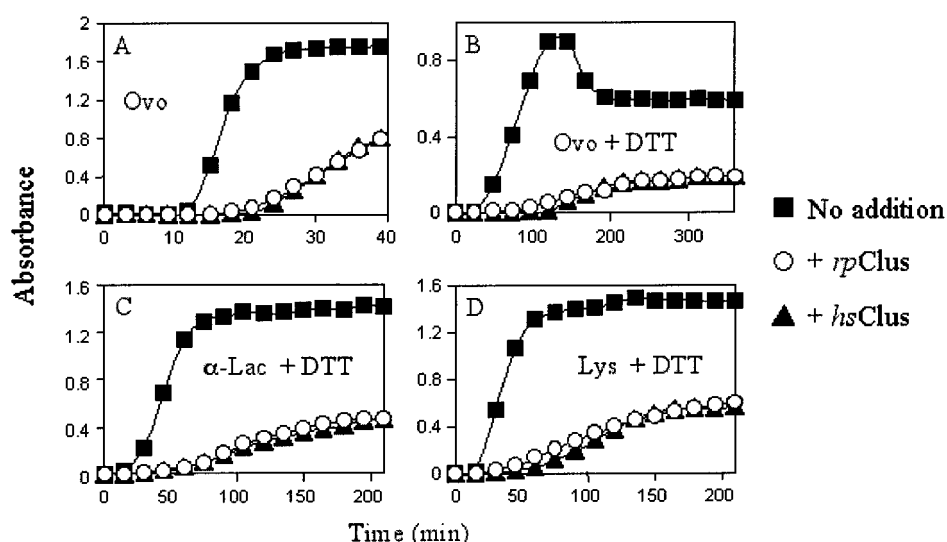 A
Ovo
2
1.6
1.2
0.8
0.4
0
0 10 20 30 40
B
Ovo + DTT
0.8
0.4
0
0 100 200 300
Absorbance
■ No addition
○ + rpClus
▲ + hsClus
C
α-Lac + DTT
1.6
1.2
0.8
0.4
0
0 50 100 150 200
D
Lys + DTT
1.6
1.2
0.8
0.4
0
0 50 100 150 200
Time (min)